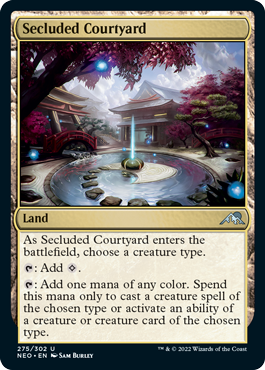 Secluded Courtyard
Land
As Secluded Courtyard enters the
battlefield, choose a creature type.
: Add .
: Add one mana of any color. Spend
this mana only to cast a creature spell of
the chosen type or activate an ability of
a creature or creature card of the chosen
type.
275/302 U
NEO • EN SAM BURLEY
™ & © 2022 Wizards of the Coast